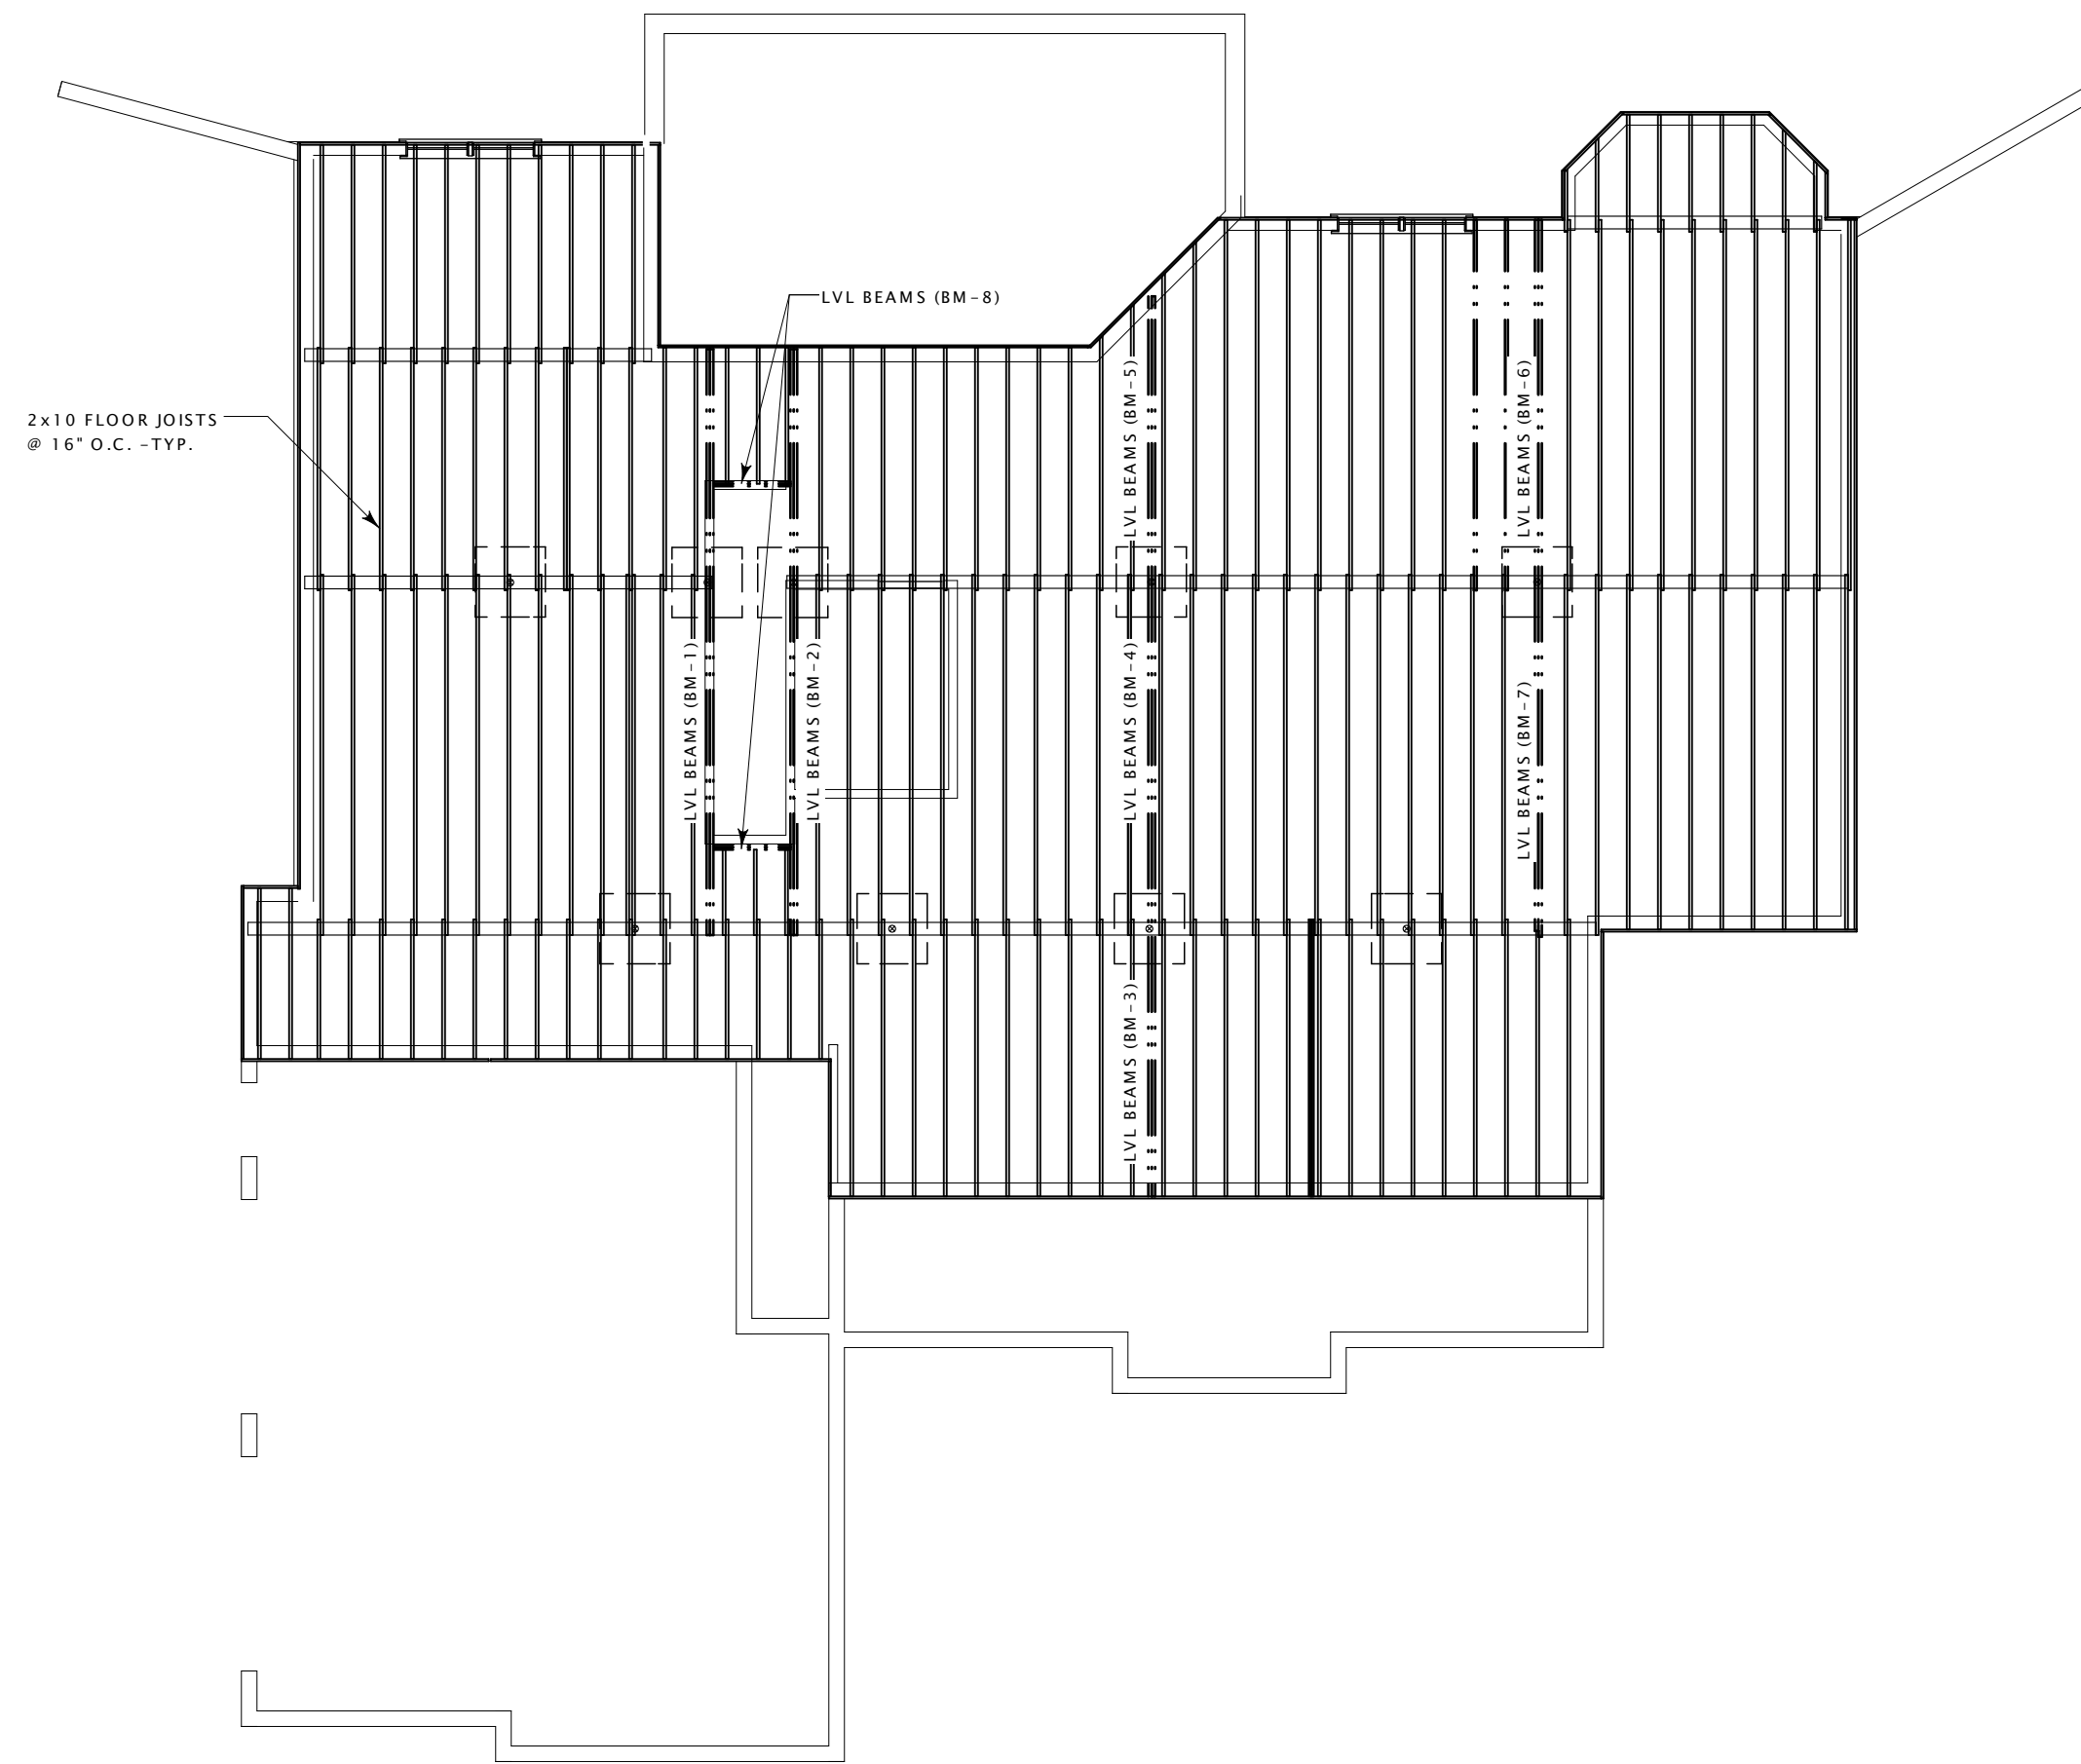 LVL BEAMS (BM-8)
2x10 FLOOR JOISTS
@ 16" O.C. -TYP.
LVL BEAMS (BM-5)
LVL BEAMS (BM-6)
LVL BEAMS (BM-1)
LVL BEAMS (BM-2)
LVL BEAMS (BM-4)
LVL BEAMS (BM-7)
LVL BEAMS (BM-3)